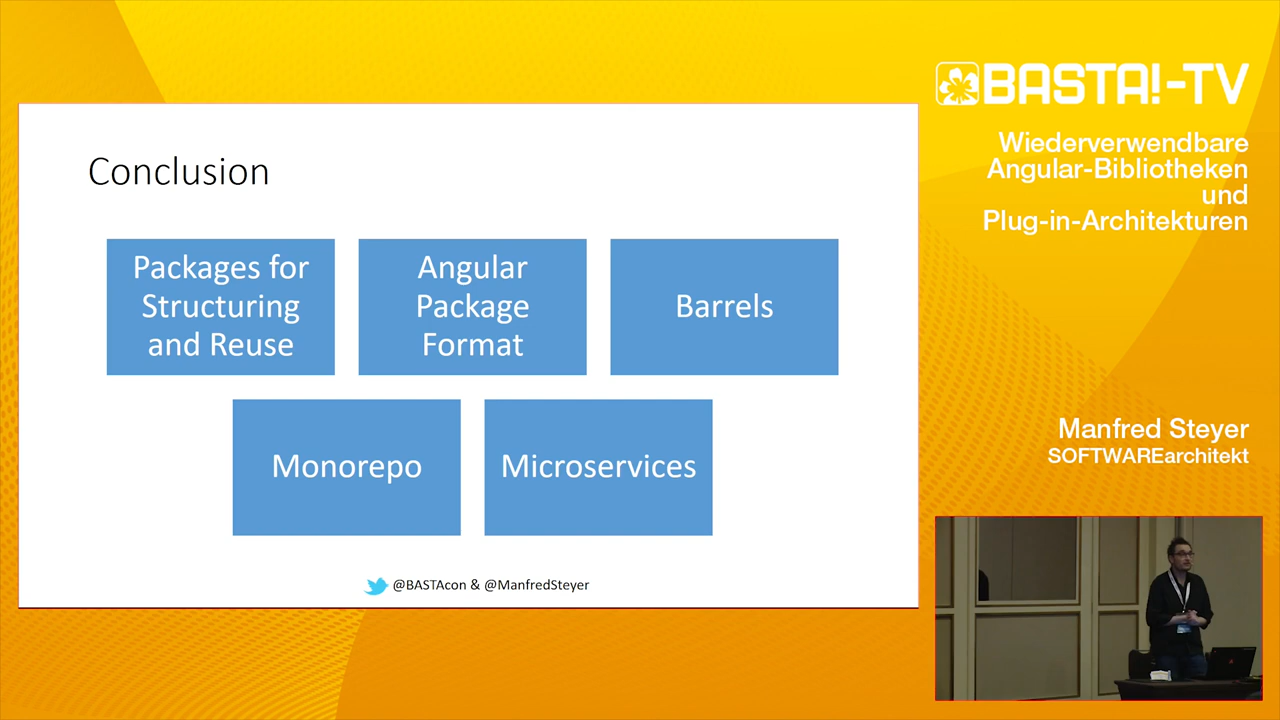 Conclusion
Packages for
Structuring
and Reuse
Angular
Package
Format
Barrels
Monorepo
Microservices
@BASTAcon & @ManfredSteyer
BASTA!-TV
Wiederverwendbare
Angular-Bibliotheken
und
Plug-in-Architekturen
Manfred Steyer
SOFTWAREarchitekt